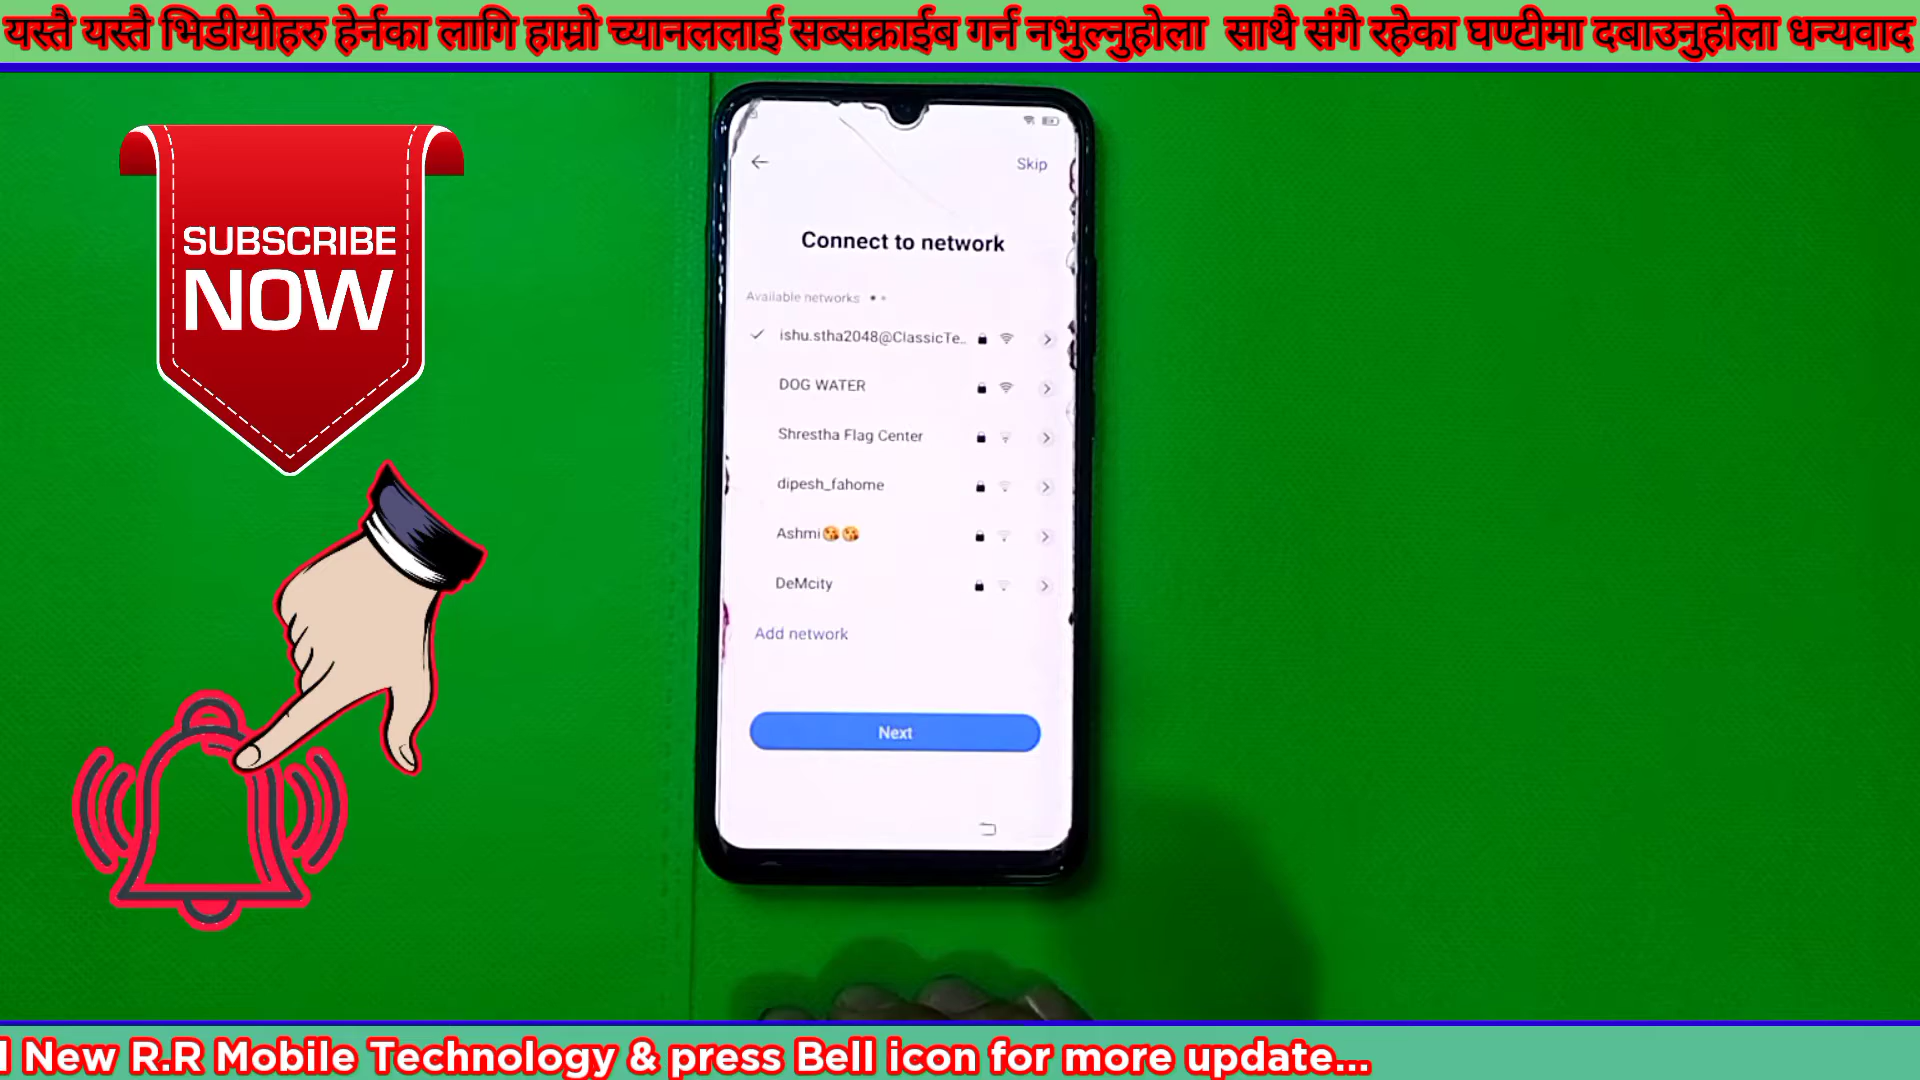 यस्तै यस्तै भिडीयोहरु हेर्नका लागि हाम्रो च्यानललाई सब्सक्राईब गर्न नभुल्नुहोला साथै संगै रहेका घण्टीमा दबाउनुहोला धन्यवाद
SUBSCRIBE
NOW
Skip
Connect to network
Available networks
ishu.stha2048@ClassicTe..
DOG WATER
Shrestha Flag Center
dipesh_fahome
Ashmi😘😘
DeMcity
Add network
Next
New R.R Mobile Technology & press Bell icon for more update...